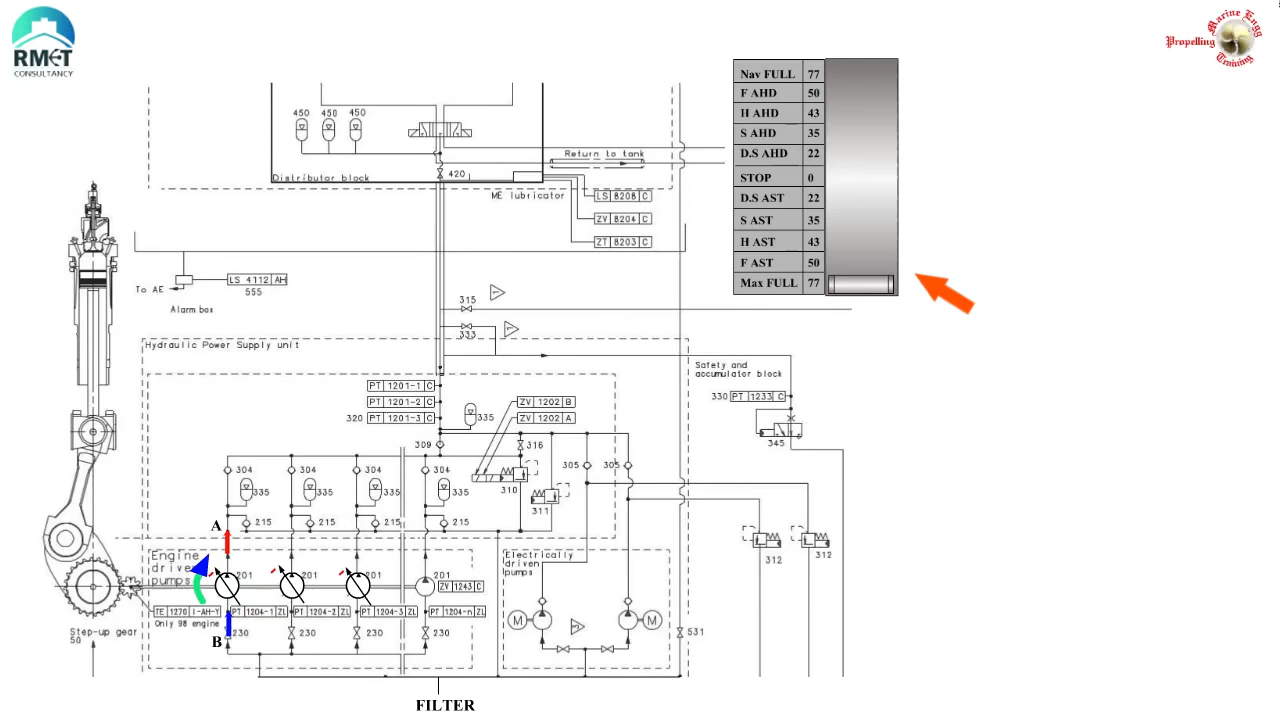 RMET
CONSULTANCY
Marine Engg
Propelling
Training
Nav FULL 77
F AHD 50
H AHD 43
S AHD 35
D.S AHD 22
STOP 0
D.S AST 22
S AST 35
H AST 43
F AST 50
Max FULL 77
450 450 450
Return to tank
Distributor block
420
ME lubricator
LS 8208 C
ZV 8204 C
ZT 8203 C
To AE
LS 4112 AH
555
Alarm box
315
1
333
1
Hydraulic Power Supply unit
Safety and
accumulator block
PT 1201-1 C
PT 1201-2 C
320 PT 1201-3 C
335
ZV 1202 B
ZV 1202 A
330 PT 1233 C
345
309
316
304 304 304 304
305 305
335 335 335 335
310
311
215 215 215 215
A
312 312
Engine
driven
pumps
Electrically
driven
pumps
201 201 201 201
ZV 1243 C
TE 1270 I-AH-Y
Only 98 engine
PT 1204-1 ZL
PT 1204-2 ZL
PT 1204-3 ZL
PT 1204-n ZL
M M
3
Step-up gear
50
B
230 230 230 230
531
FILTER